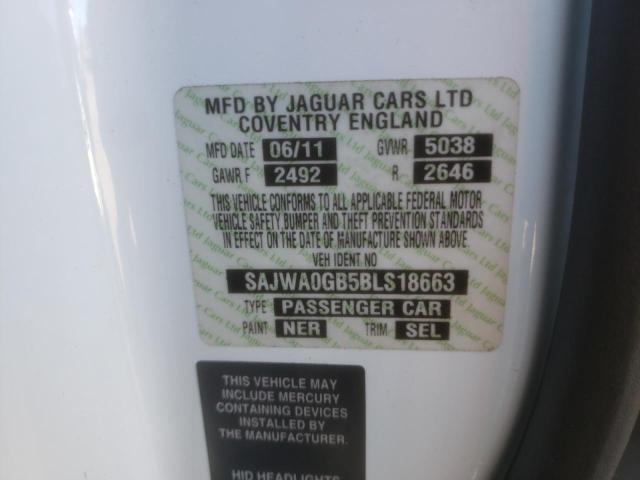 MFD BY JAGUAR CARS LTD
COVENTRY ENGLAND
MFD DATE 06/11 GVWR 5038
GAWR F 2492 R 2646
THIS VEHICLE CONFORMS TO ALL APPLICABLE FEDERAL MOTOR
VEHICLE SAFETY, BUMPER AND THEFT PREVENTION STANDARDS
IN EFFECT ON THE DATE OF MANUFACTURE SHOWN ABOVE.
VEH IDENT NO
SAJWA0GB5BLS18663
TYPE PASSENGER CAR
PAINT NER TRIM SEL
THIS VEHICLE MAY
INCLUDE MERCURY
CONTAINING DEVICES
INSTALLED BY
THE MANUFACTURER.
HID HEADLIGHTS